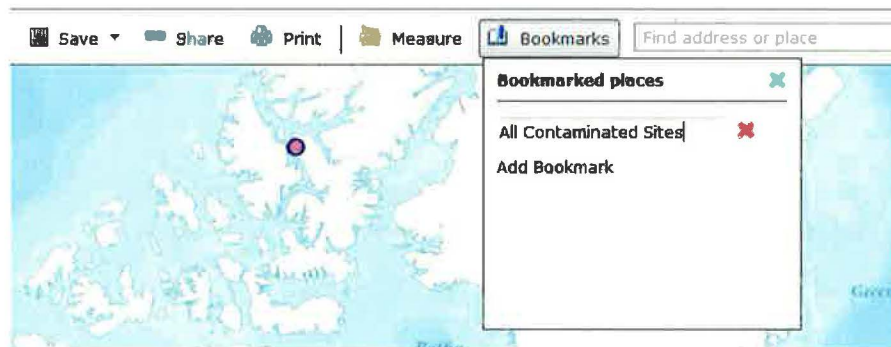 Save Share Print Measure Bookmarks Find address or place
Bookmarked places
All Contaminated Sites
Add Bookmark